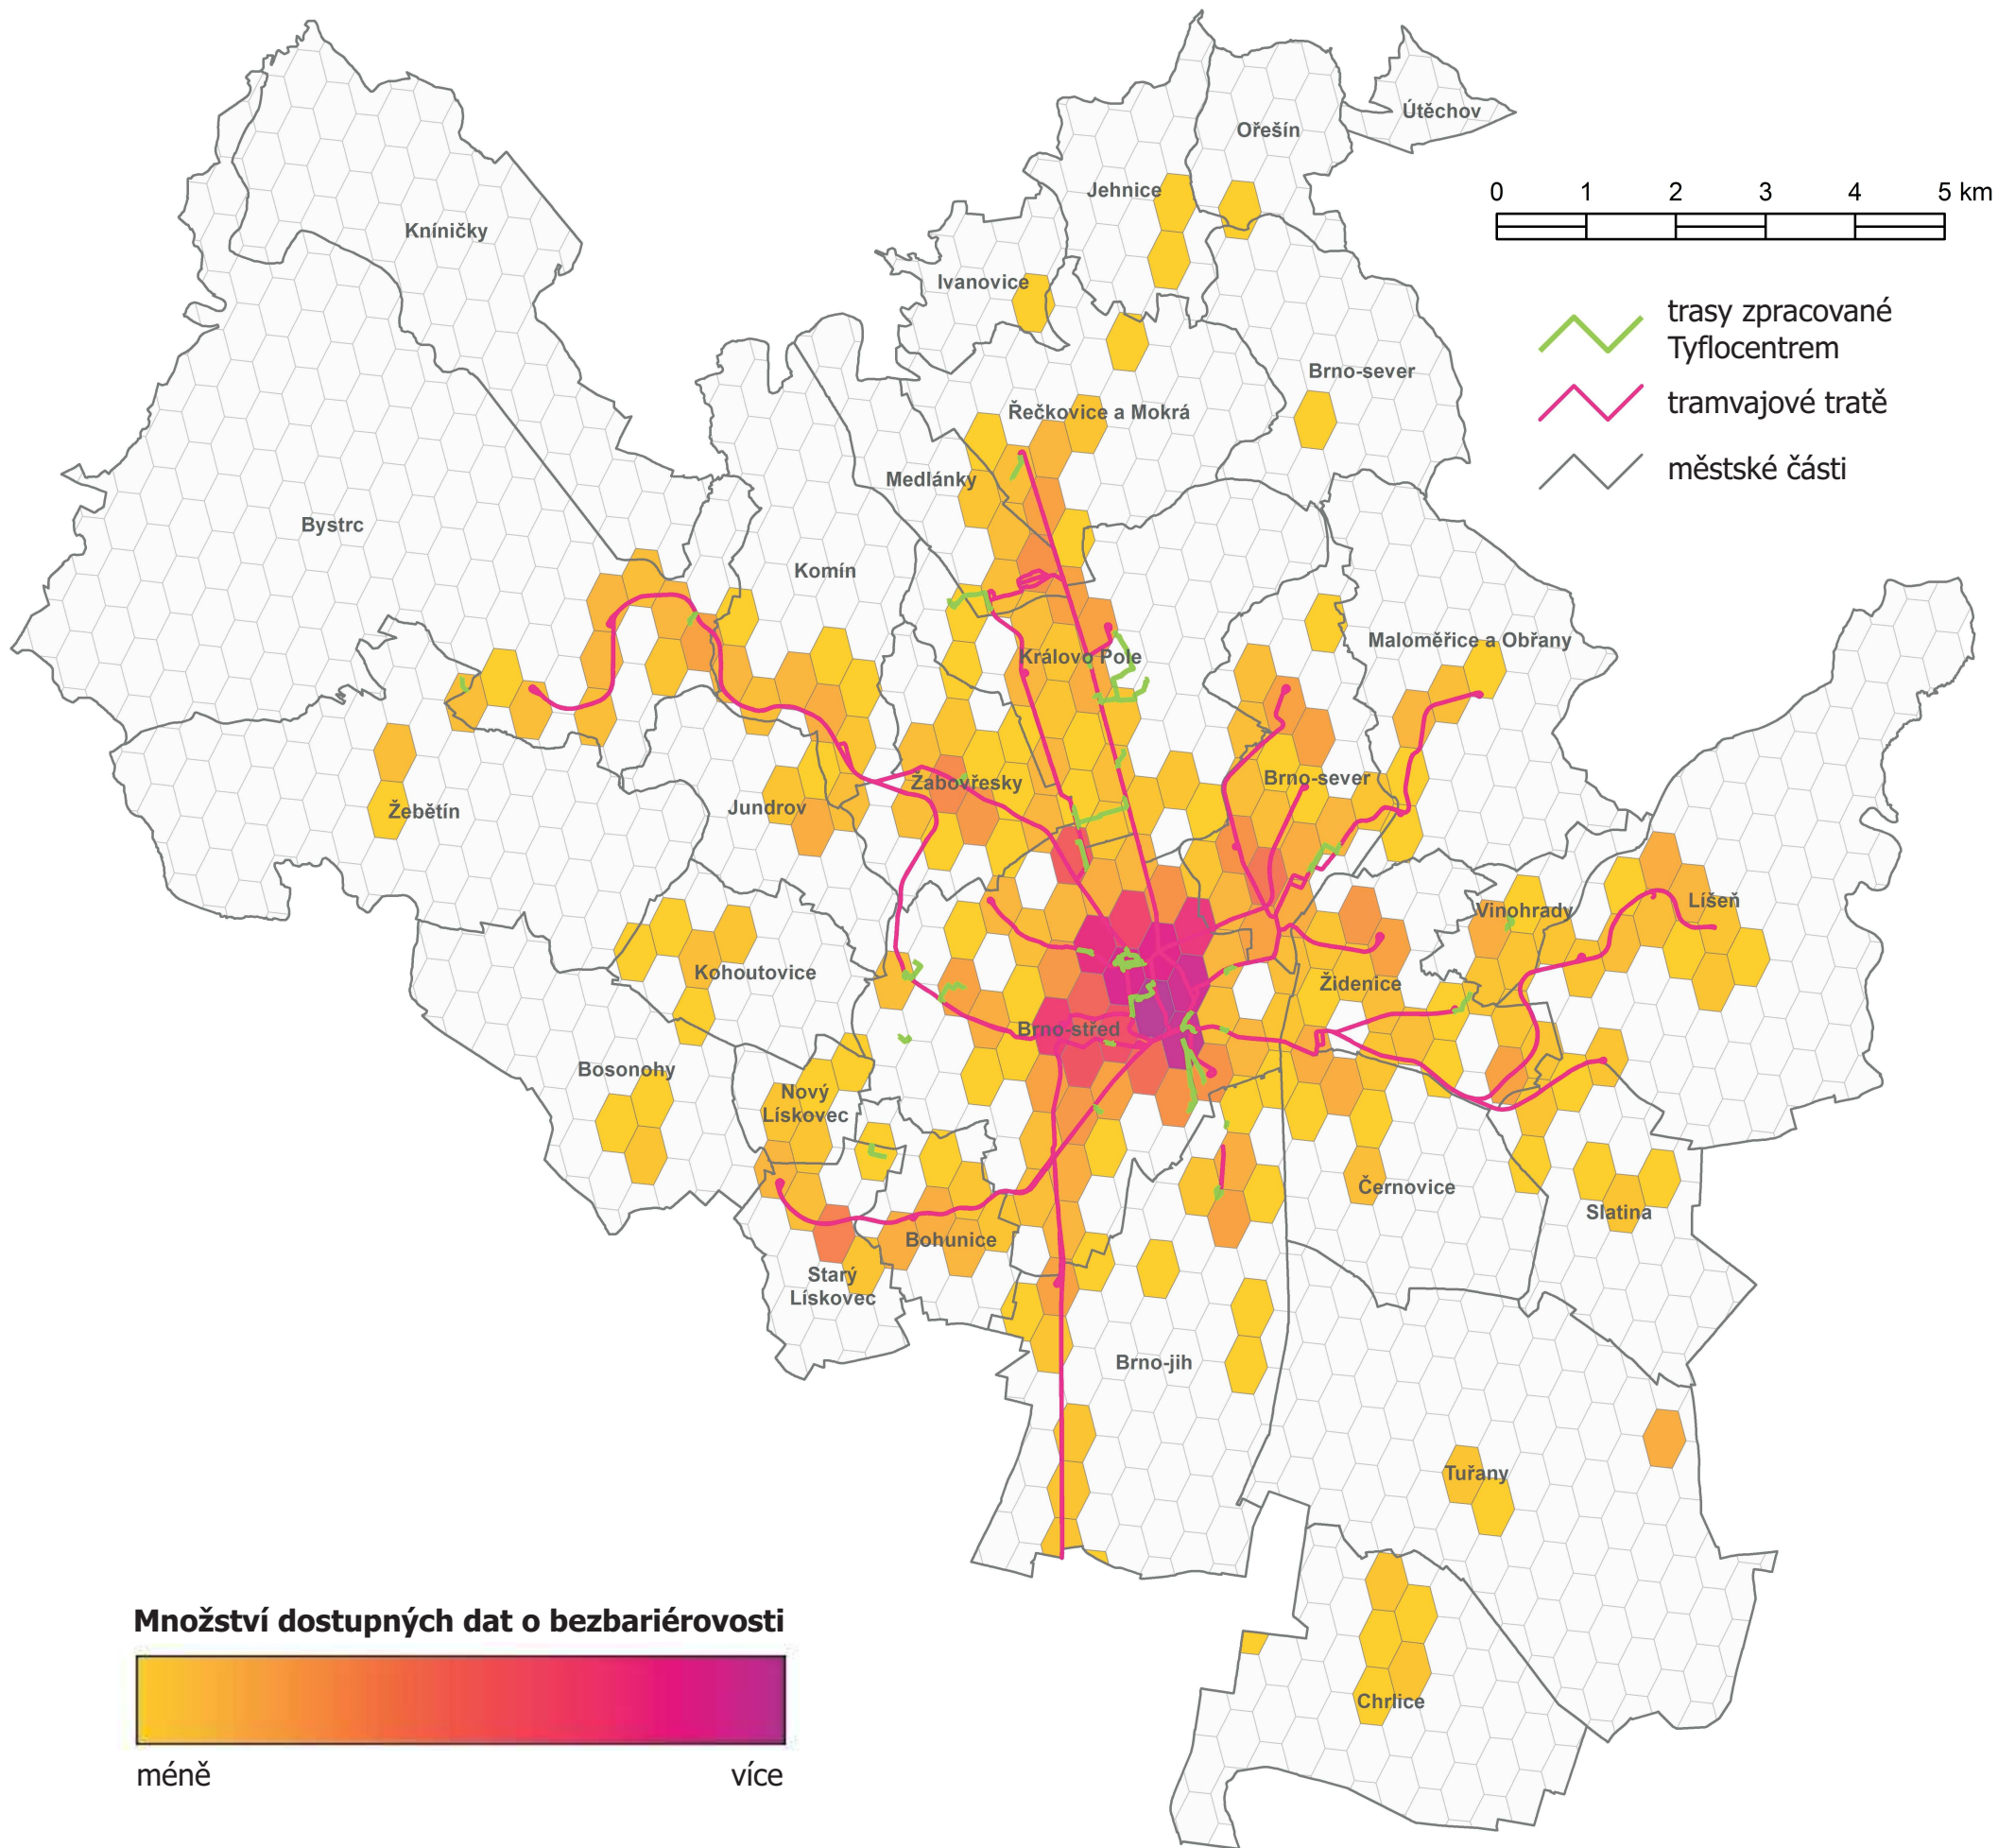 Útěchov
Ořešín
Jehnice
0 1 2 3 4 5 km
Kníničky
Ivanovice
trasy zpracované
Tyflocentrem
Brno-sever
tramvajové tratě
Řečkovice a Mokrá
městské části
Medlánky
Bystrc
Komín
Maloměřice a Obřany
Královo Pole
Brno-sever
Žabovřesky
Jundrov
Žebětín
Líšeň
Vinohrady
Kohoutovice
Židenice
Brno-střed
Bosonohy
Nový
Lískovec
Černovice
Slatina
Bohunice
Starý
Lískovec
Brno-jih
Tuřany
Množství dostupných dat o bezbariérovosti
Chrlice
méně více